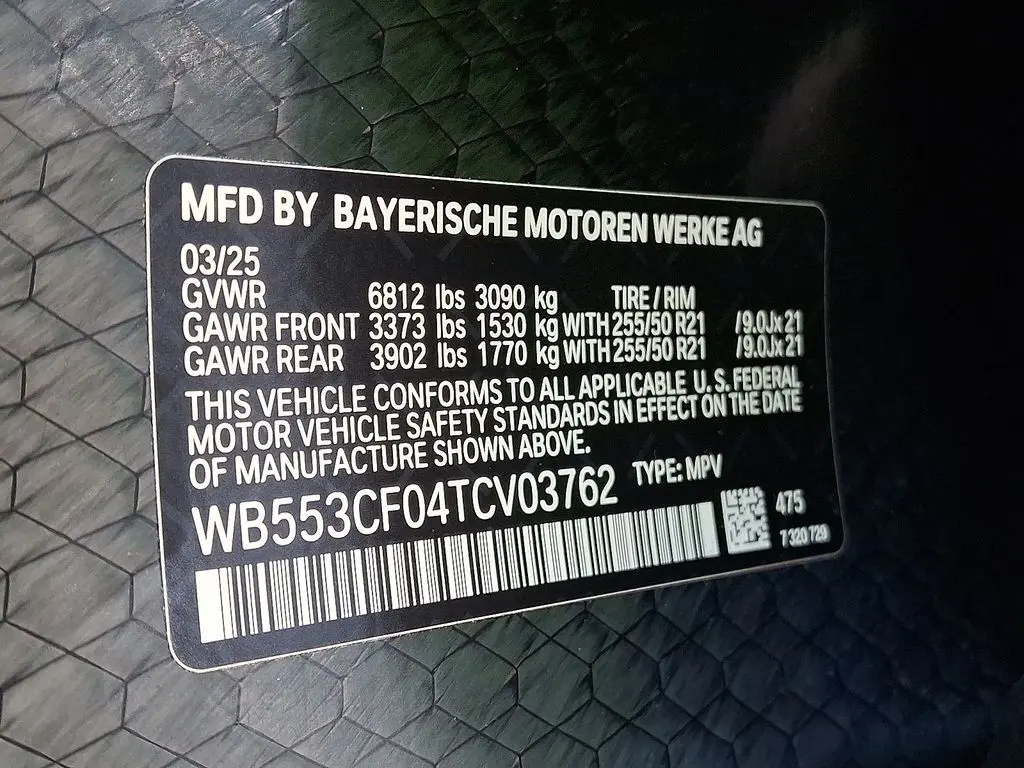 MFD BY BAYERISCHE MOTOREN WERKE AG
03/25
GVWR 6812 lbs 3090 kg TIRE / RIM
GAWR FRONT 3373 lbs 1530 kg WITH 255/50 R21 /9.0Jx21
GAWR REAR 3902 lbs 1770 kg WITH 255/50 R21 /9.0Jx21
THIS VEHICLE CONFORMS TO ALL APPLICABLE U.S. FEDERAL
MOTOR VEHICLE SAFETY STANDARDS IN EFFECT ON THE DATE
OF MANUFACTURE SHOWN ABOVE.
WB553CF04TCV03762 TYPE: MPV
475
7 320 729